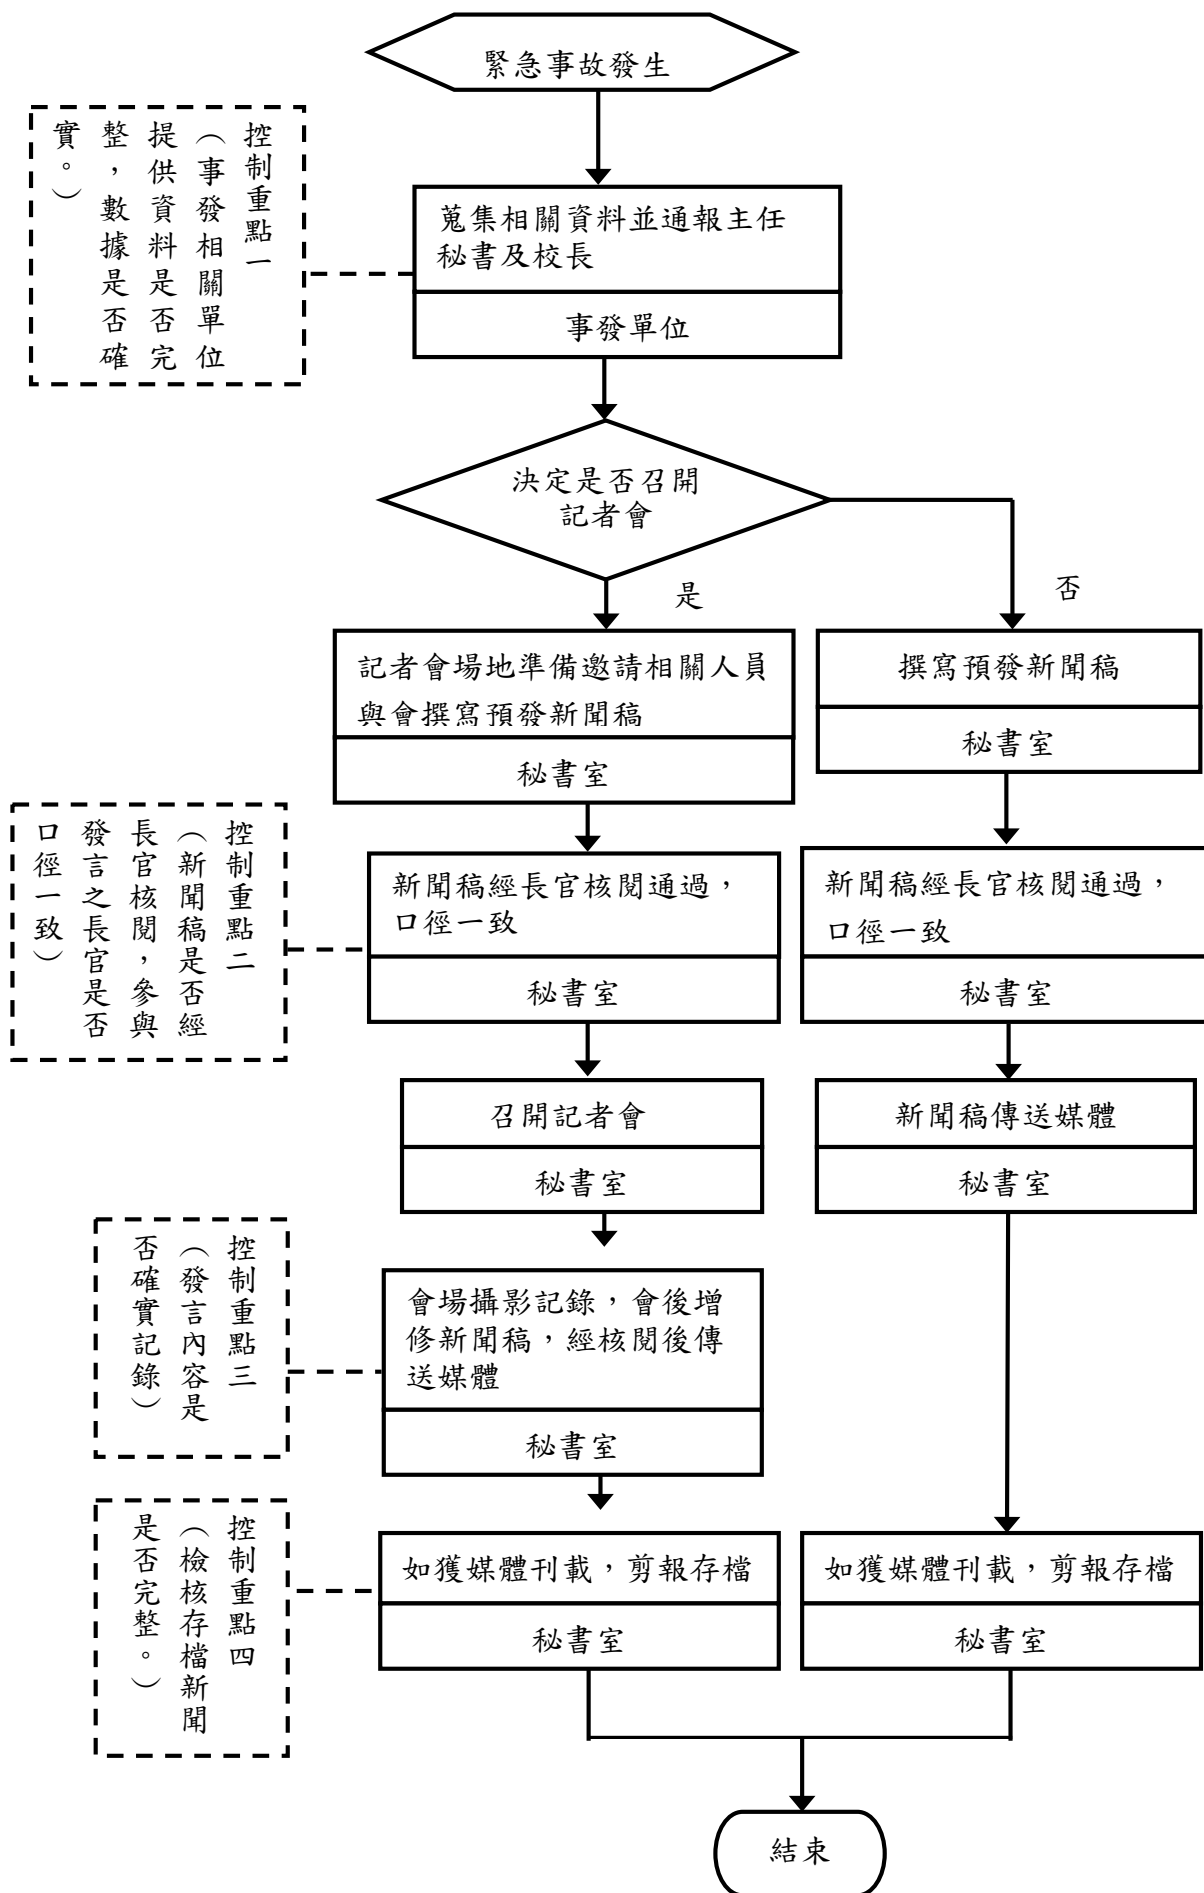 緊急事故發生
控制重點一
（事發相關單位
提供資料是否完
整，數據是否確
實。）
蒐集相關資料並通報主任
秘書及校長
事發單位
決定是否召開
記者會
是
否
記者會場地準備邀請相關人員
與會撰寫預發新聞稿
秘書室
撰寫預發新聞稿
秘書室
控制重點二
（新聞稿是否經
長官核閱，參與
發言之長官是否
口徑一致）
新聞稿經長官核閱通過，
口徑一致
秘書室
新聞稿經長官核閱通過，
口徑一致
秘書室
召開記者會
秘書室
新聞稿傳送媒體
秘書室
控制重點三
（發言內容是
否確實記錄）
會場攝影記錄，會後增
修新聞稿，經核閱後傳
送媒體
秘書室
控制重點四
（檢核存檔新聞
是否完整。）
如獲媒體刊載，剪報存檔
秘書室
如獲媒體刊載，剪報存檔
秘書室
結束